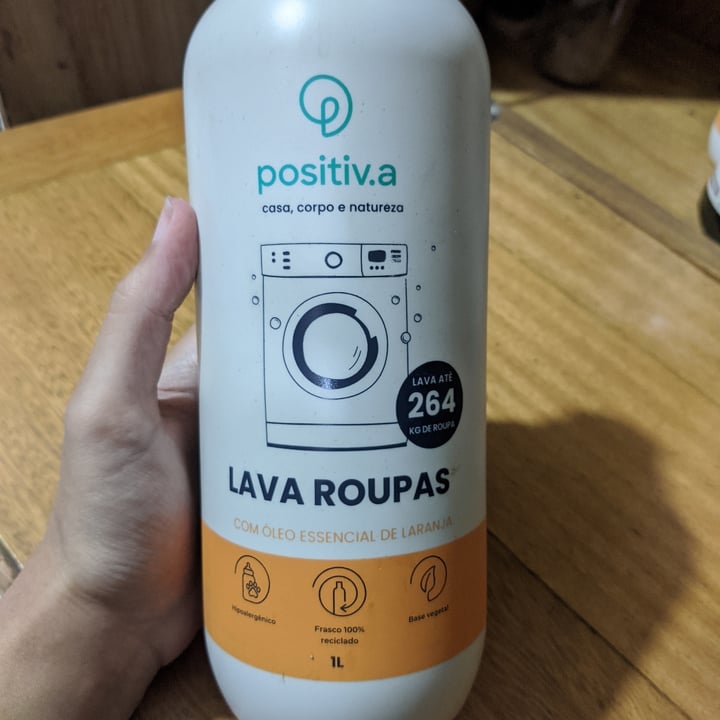 positiv.a
casa, corpo e natureza
LAVA ATÉ
264
KG DE ROUPA
LAVA ROUPAS
COM ÓLEO ESSENCIAL DE LARANJA
Hipoalergênico
Frasco 100%
reciclado
Base vegetal
1L